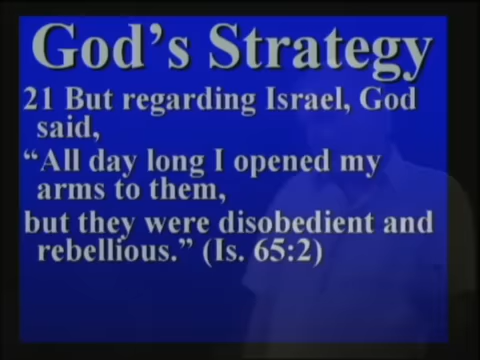 God's Strategy
21 But regarding Israel, God
said,
“All day long I opened my
arms to them,
but they were disobedient and
rebellious.” (Is. 65:2)